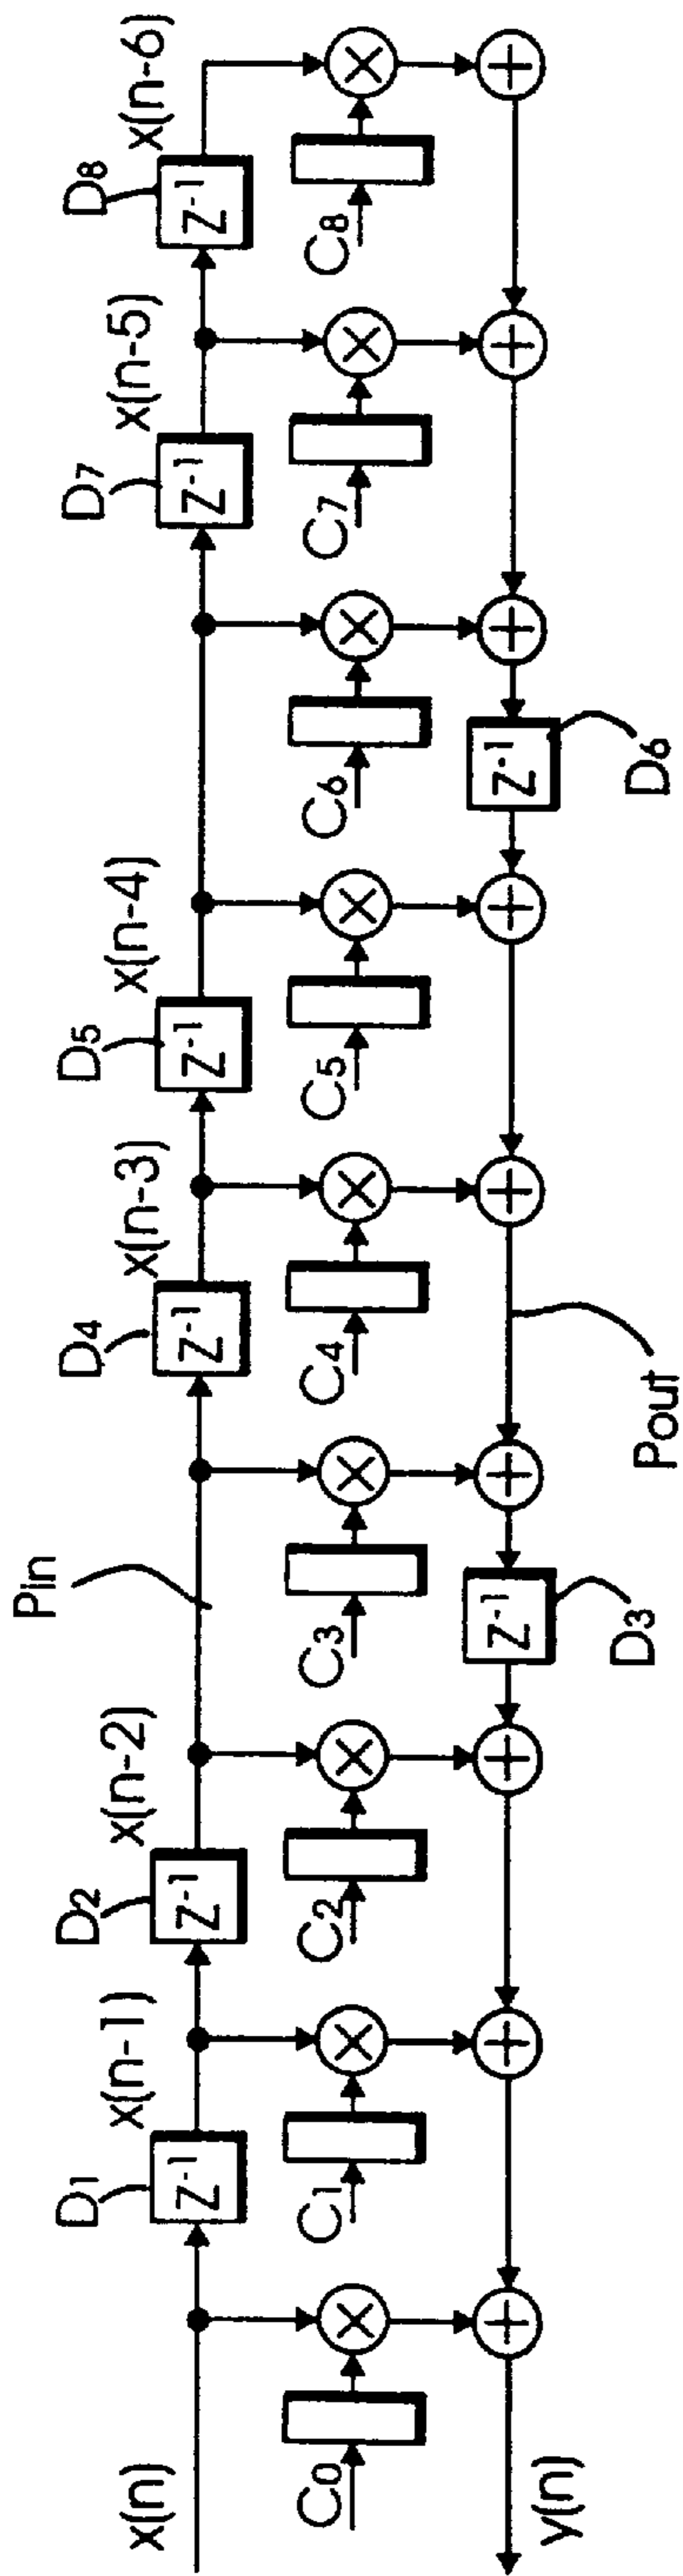 D1 D2 D4 D5 D7 D8
x(n) x(n-1) x(n-2) Pin x(n-3) x(n-4) x(n-5) x(n-6)
Z-1 Z-1 Z-1 Z-1 Z-1 Z-1
C0 C1 C2 C3 C4 C5 C6 C7 C8
Z-1 Z-1
y(n) D3 Pout D6